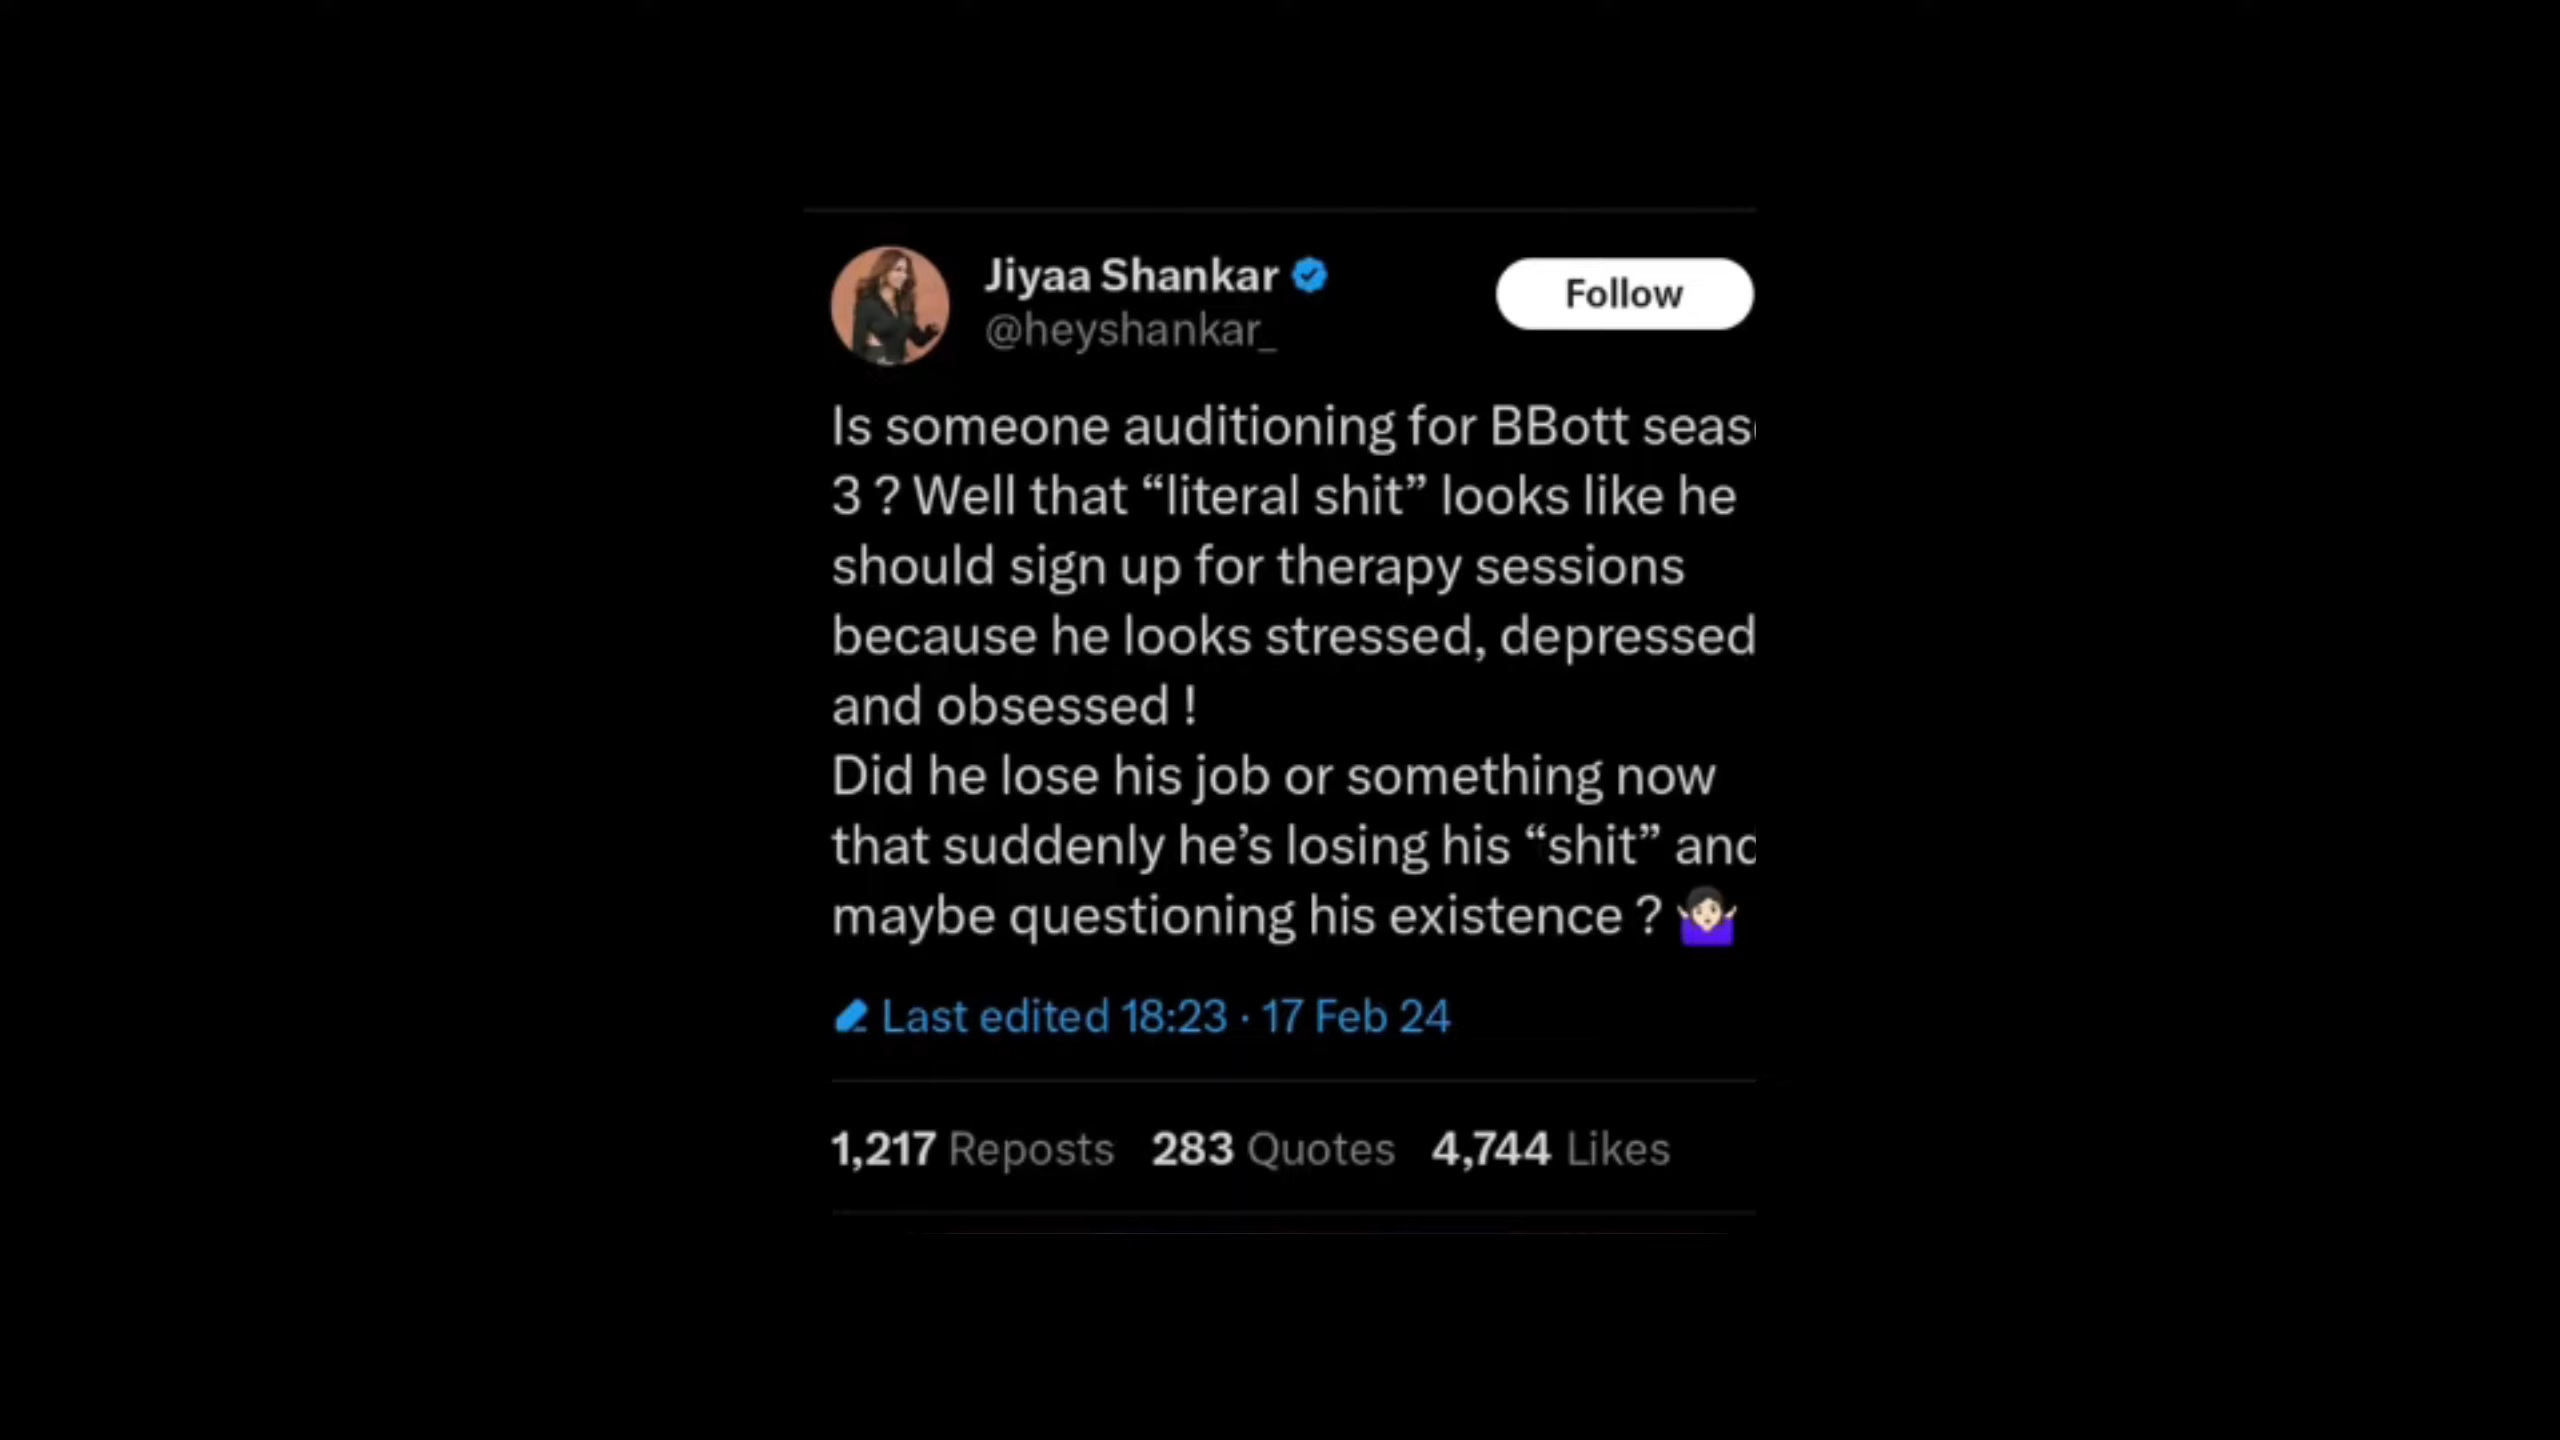 Jiyaa Shankar
@heyshankar_
Follow
Is someone auditioning for BBott
3 ? Well that “literal shit” looks like he
should sign up for therapy sessions
because he looks stressed, depressed
and obsessed !
Did he lose his job or something now
that suddenly he’s losing his “shit” and
maybe questioning his existence ? 🤷🏻‍♀️
Last edited 18:23 · 17 Feb 24
1,217 Reposts 283 Quotes 4,744 Likes